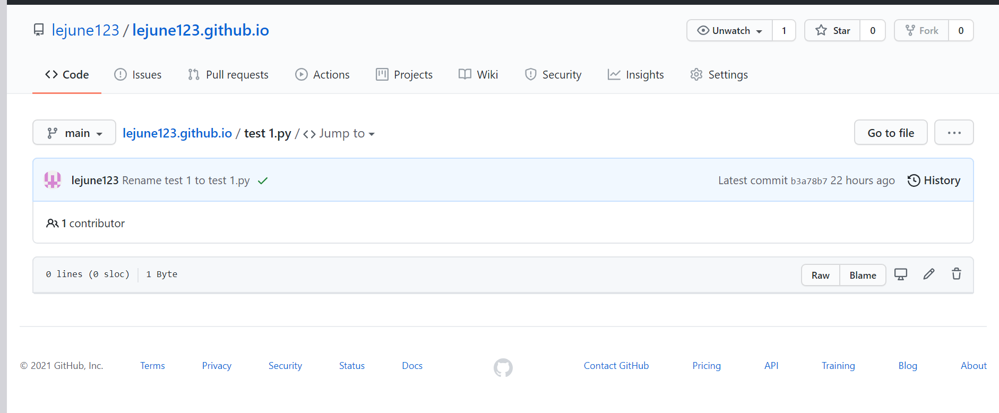 lejune123 / lejune123.github.io
Unwatch 1 Star 0 Fork 0
Code Issues Pull requests Actions Projects Wiki Security Insights Settings
main lejune123.github.io / test 1.py / <> Jump to Go to file ...
lejune123 Rename test 1 to test 1.py Latest commit b3a78b7 22 hours ago History
1 contributor
0 lines (0 sloc) 1 Byte Raw Blame
© 2021 GitHub, Inc. Terms Privacy Security Status Docs Contact GitHub Pricing API Training Blog About